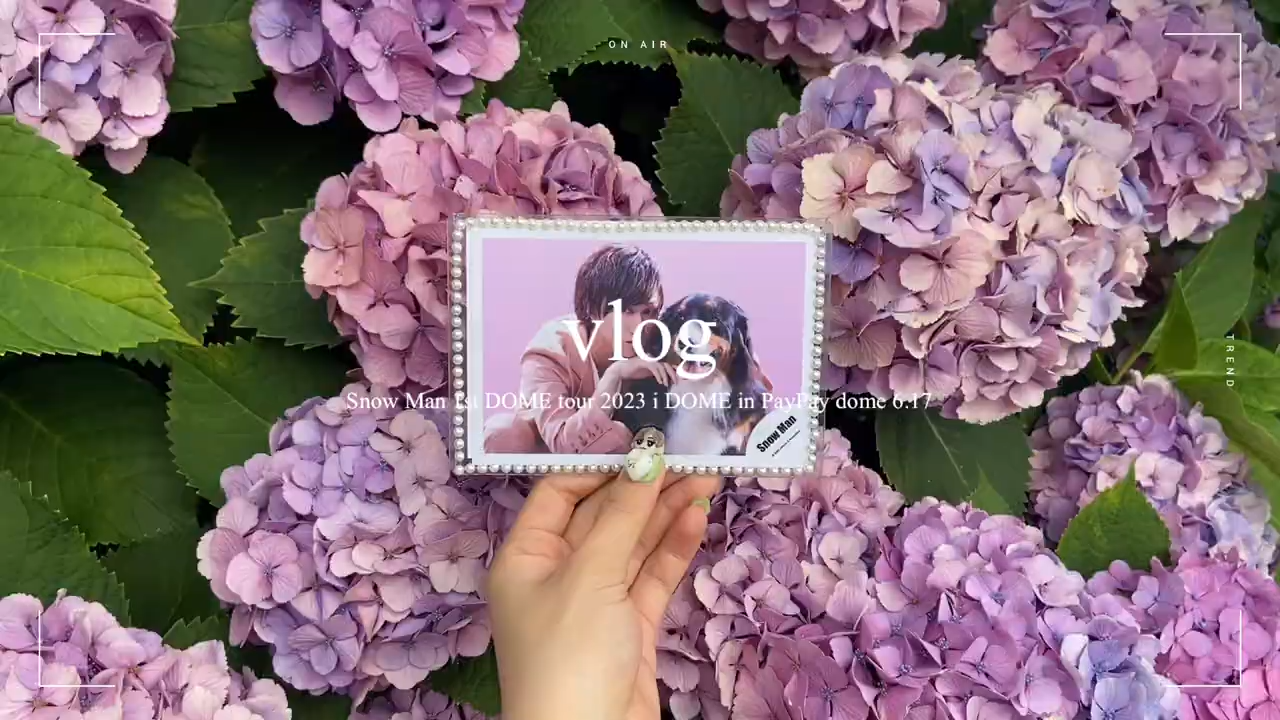 ON AIR
vlog
TREND
Snow Man 1st DOME tour 2023 i DOME in PayPay dome 6.17
Snow Man